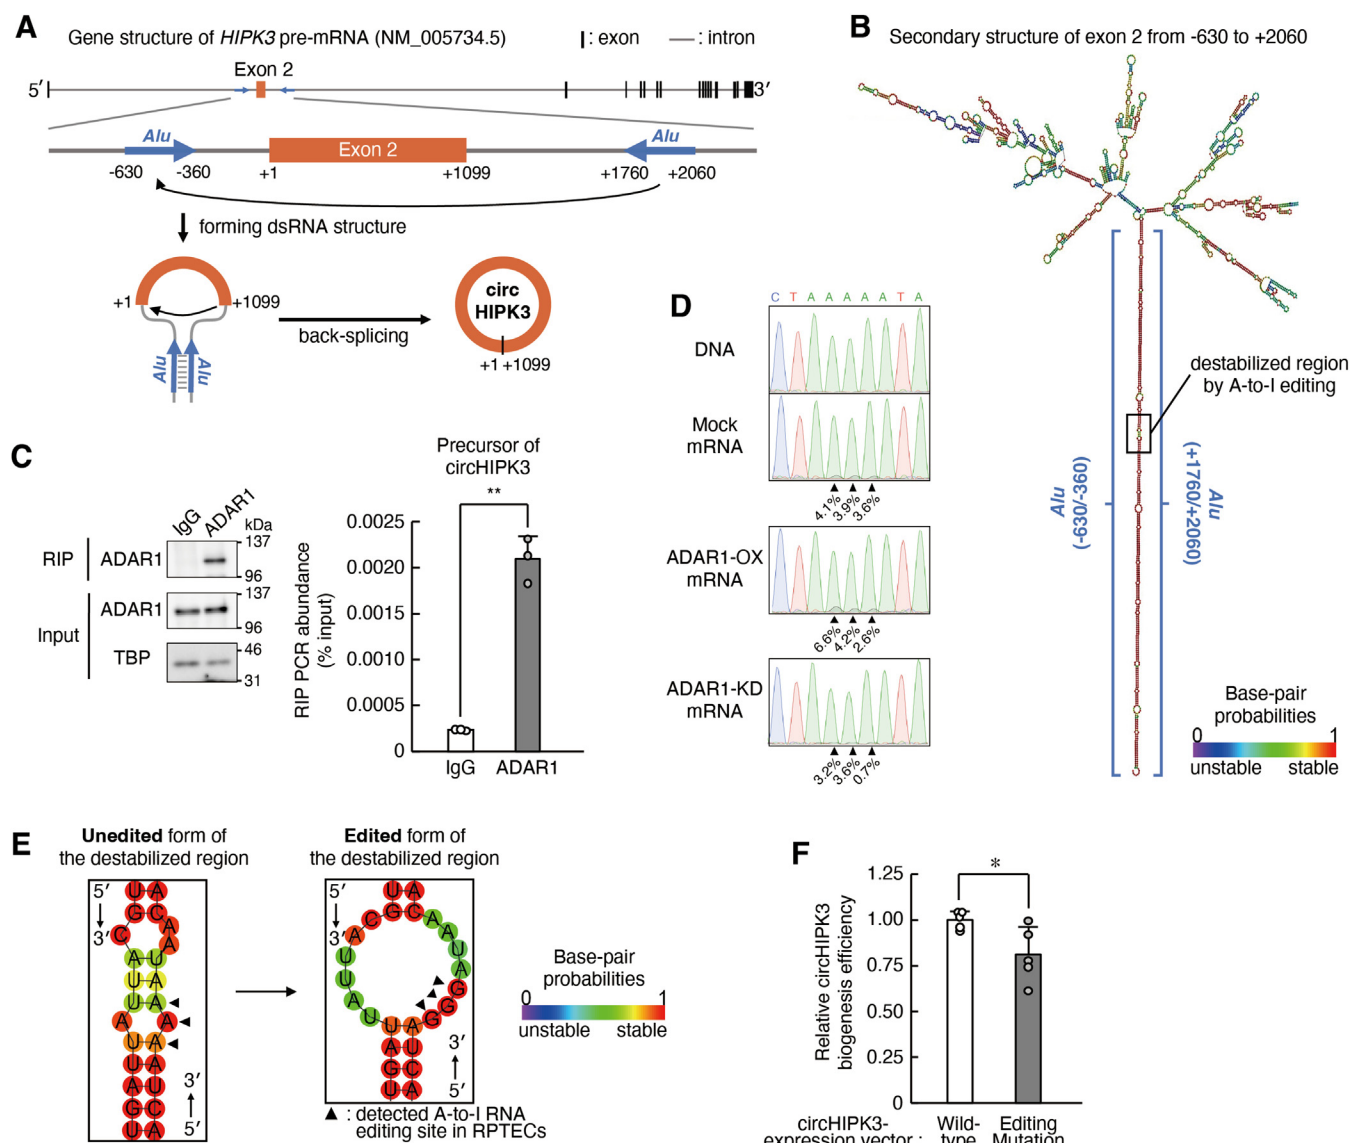 A
Gene structure of HIPK3 pre-mRNA (NM_005734.5)
: exon
: intron
Exon 2
5′
3′
Alu
Exon 2
Alu
-630
-360
+1
+1099
+1760
+2060
forming dsRNA structure
+1
+1099
Alu
Alu
back-splicing
circ
HIPK3
+1 +1099
B
Secondary structure of exon 2 from -630 to +2060
destabilized region
by A-to-I editing
Alu
(-630/-360)
Alu
(+1760/+2060)
Base-pair
probabilities
0 1
unstable stable
C
IgG
ADAR1
kDa
RIP
ADAR1
137
96
Input
ADAR1
137
96
TBP
46
31
Precursor of
circHIPK3
**
RIP PCR abundance
(% input)
0.0025
0.0020
0.0015
0.0010
0.0005
0
IgG ADAR1
D
C T A A A A A T A
DNA
Mock
mRNA
4.1% 3.9% 3.6%
ADAR1-OX
mRNA
6.6% 4.2% 2.6%
ADAR1-KD
mRNA
3.2% 3.6% 0.7%
E
Unedited form of
the destabilized region
5′
3′
U A
G C
A
C
A
A U
U A
U A
A A
U A
U A
A U
G C
U A
3′
5′
Edited form of
the destabilized region
5′
3′
U A
G C
C A
A A
U U
U A
A G
U G
U A G
A U
G C
U A
3′
5′
▲ : detected A-to-I RNA
editing site in RPTECs
Base-pair
probabilities
0 1
unstable stable
F
*
Relative circHIPK3
biogenesis efficiency
1.25
1.00
0.75
0.50
0.25
0
circHIPK3-
expression vector :
Wild-
type
Editing
Mutation